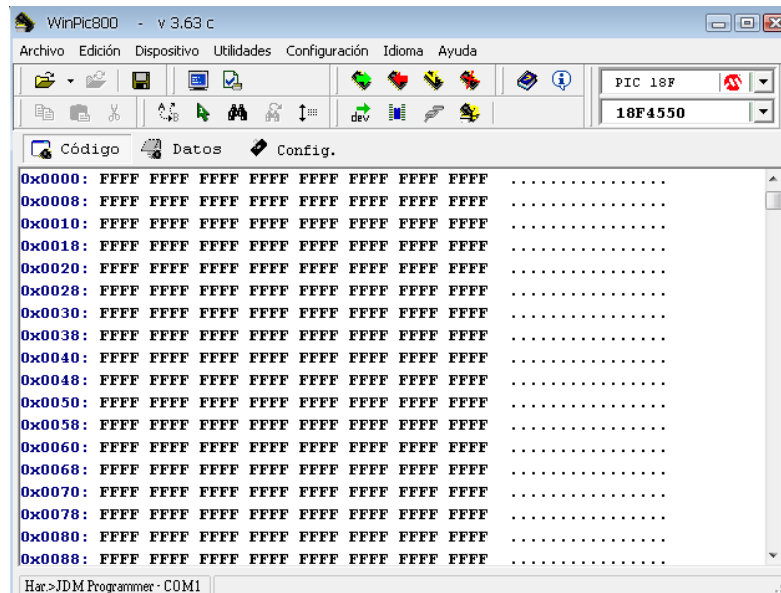 WinPic800 - v 3.63 c
Archivo Edición Dispositivo Utilidades Configuración Idioma Ayuda
PIC 18F
dev
18F4550
Código Datos Config.
0x0000: FFFF FFFF FFFF FFFF FFFF FFFF FFFF FFFF ................
0x0008: FFFF FFFF FFFF FFFF FFFF FFFF FFFF FFFF ................
0x0010: FFFF FFFF FFFF FFFF FFFF FFFF FFFF FFFF ................
0x0018: FFFF FFFF FFFF FFFF FFFF FFFF FFFF FFFF ................
0x0020: FFFF FFFF FFFF FFFF FFFF FFFF FFFF FFFF ................
0x0028: FFFF FFFF FFFF FFFF FFFF FFFF FFFF FFFF ................
0x0030: FFFF FFFF FFFF FFFF FFFF FFFF FFFF FFFF ................
0x0038: FFFF FFFF FFFF FFFF FFFF FFFF FFFF FFFF ................
0x0040: FFFF FFFF FFFF FFFF FFFF FFFF FFFF FFFF ................
0x0048: FFFF FFFF FFFF FFFF FFFF FFFF FFFF FFFF ................
0x0050: FFFF FFFF FFFF FFFF FFFF FFFF FFFF FFFF ................
0x0058: FFFF FFFF FFFF FFFF FFFF FFFF FFFF FFFF ................
0x0060: FFFF FFFF FFFF FFFF FFFF FFFF FFFF FFFF ................
0x0068: FFFF FFFF FFFF FFFF FFFF FFFF FFFF FFFF ................
0x0070: FFFF FFFF FFFF FFFF FFFF FFFF FFFF FFFF ................
0x0078: FFFF FFFF FFFF FFFF FFFF FFFF FFFF FFFF ................
0x0080: FFFF FFFF FFFF FFFF FFFF FFFF FFFF FFFF ................
0x0088: FFFF FFFF FFFF FFFF FFFF FFFF FFFF FFFF ................
Har.>JDM Programmer - COM1